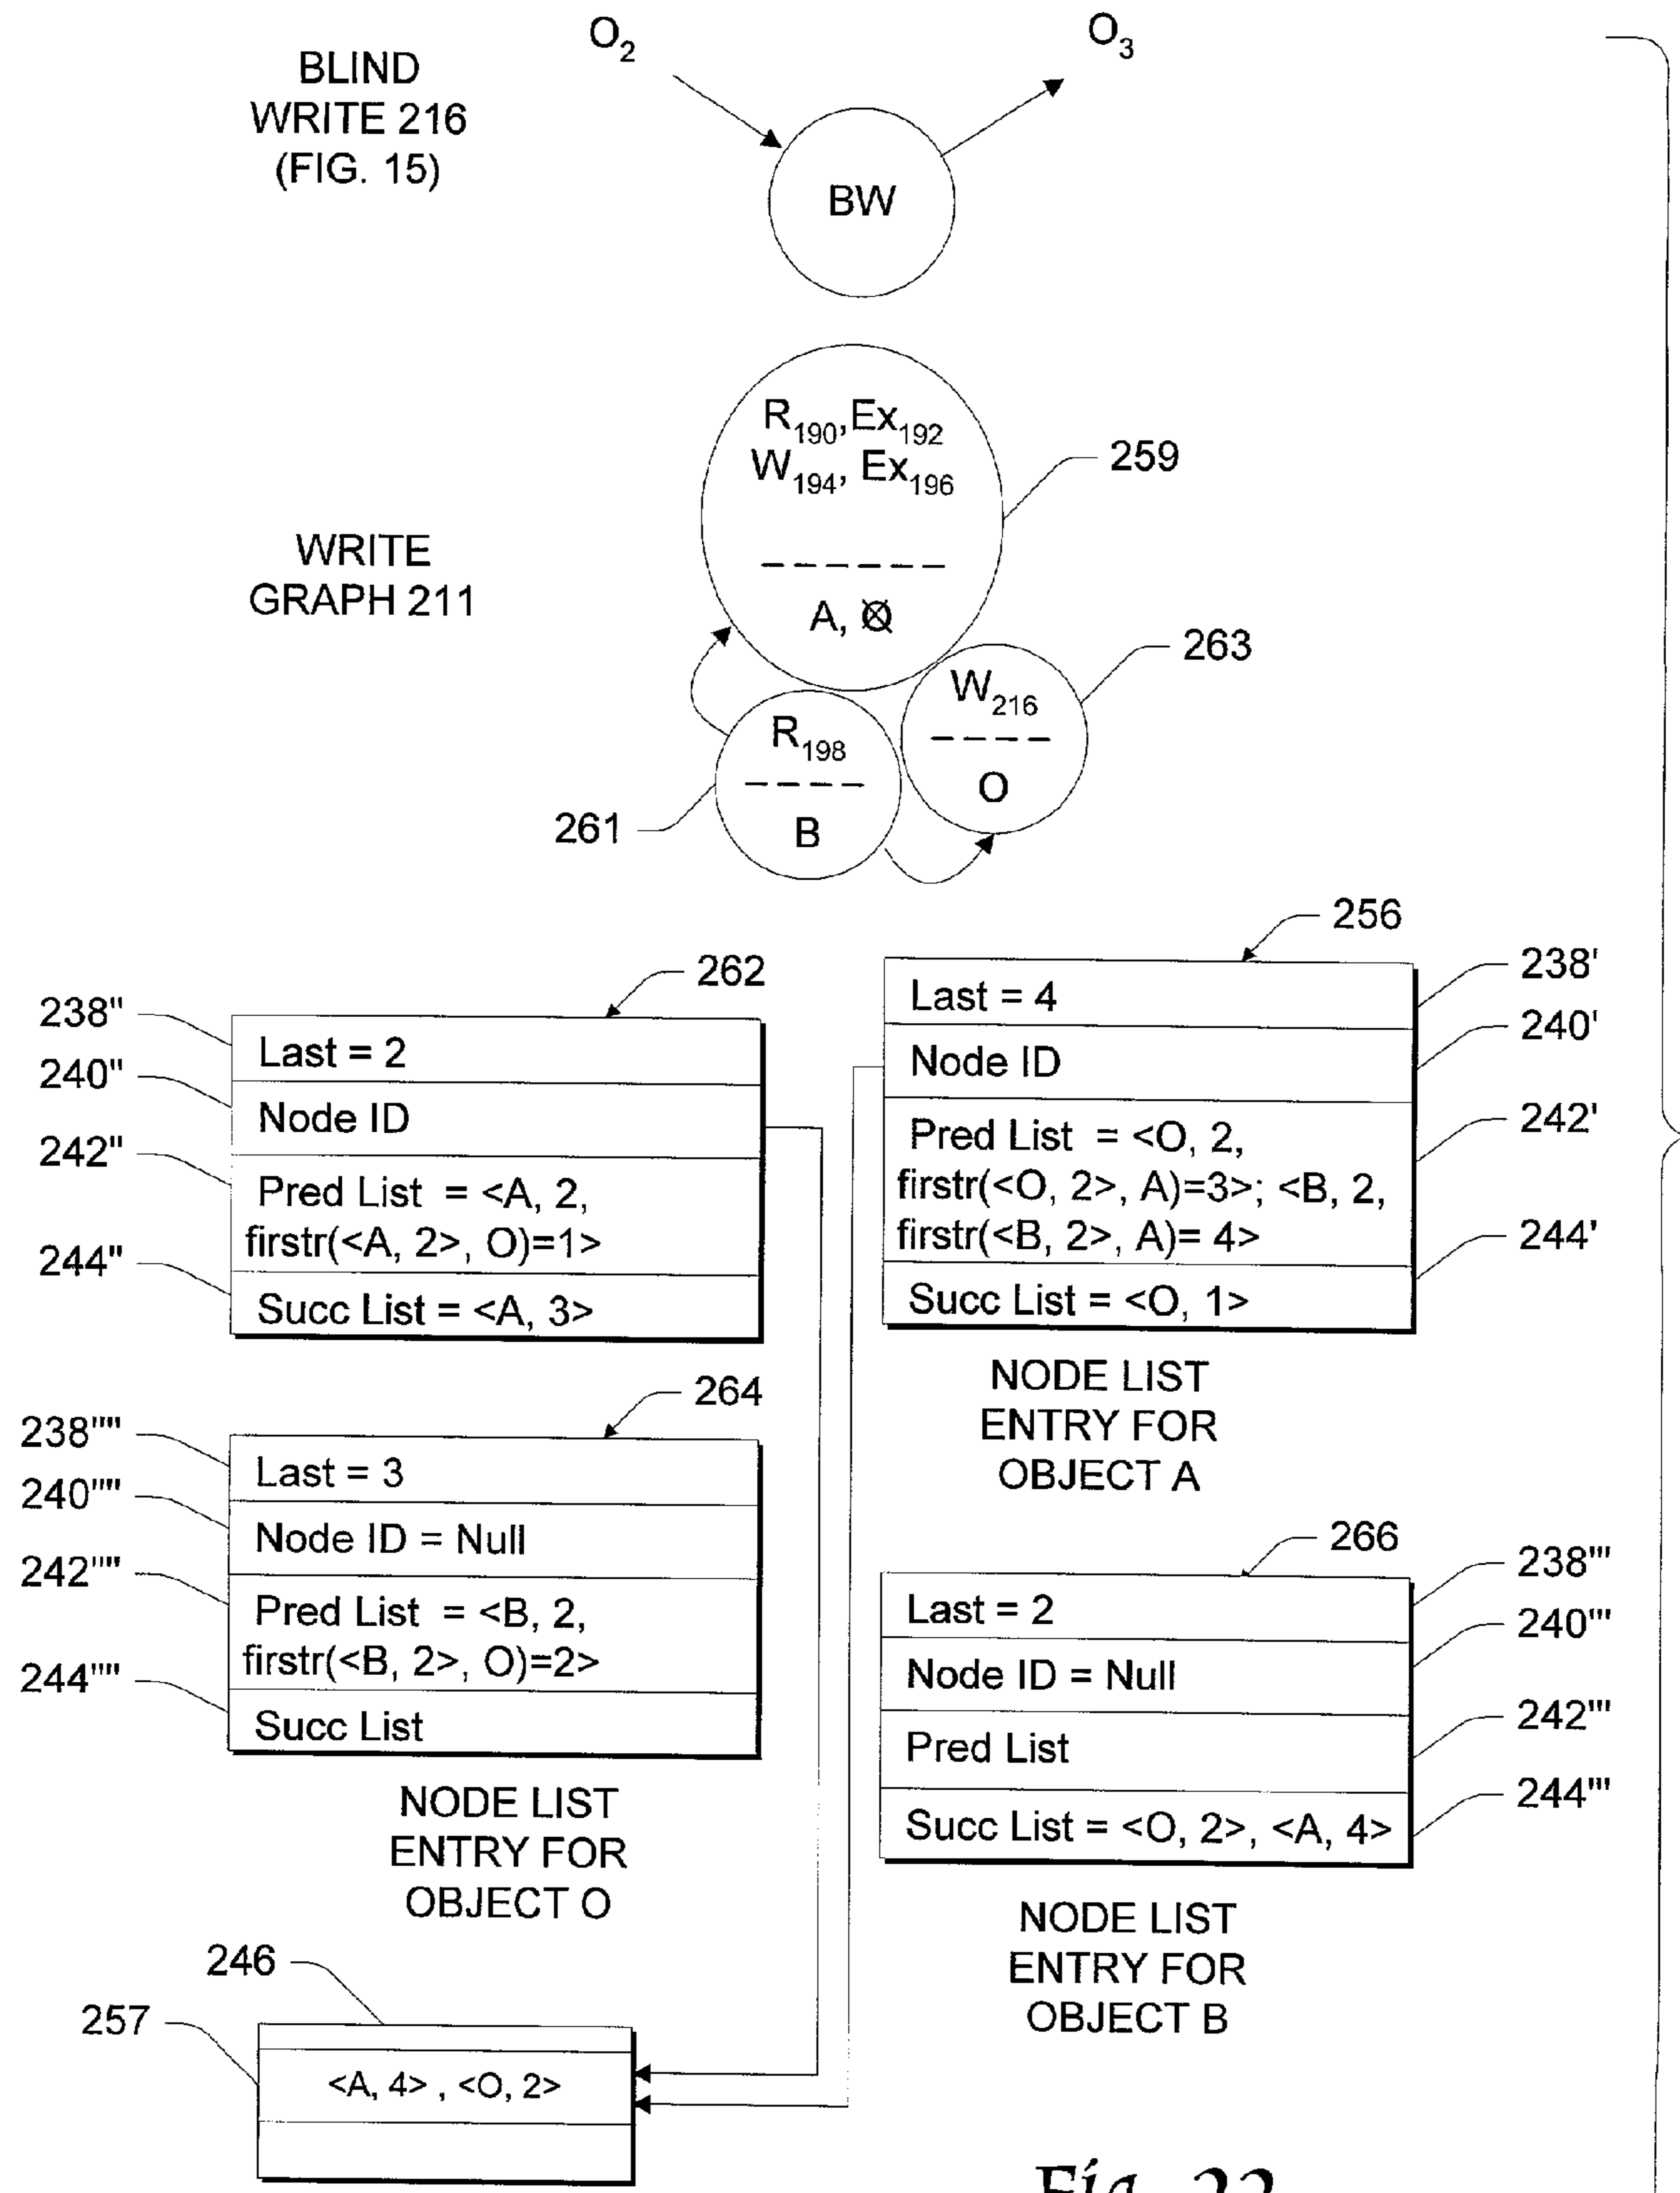 BLIND
WRITE 216
(FIG. 15)
O2
O3
BW
R190,Ex192
W194, Ex196
A, O
259
WRITE
GRAPH 211
263
W216
O
R198
B
261
262
238"
Last = 2
240"
Node ID
242"
Pred List = <A, 2,
firstr(<A, 2>, O)=1>
244"
Succ List = <A, 3>
256
238'
Last = 4
240'
Node ID
242'
Pred List = <O, 2,
firstr(<O, 2>, A)=3>; <B, 2,
firstr(<B, 2>, A)= 4>
244'
Succ List = <O, 1>
NODE LIST
ENTRY FOR
OBJECT A
264
238""
Last = 3
240""
Node ID = Null
242""
Pred List = <B, 2,
firstr(<B, 2>, O)=2>
244""
Succ List
NODE LIST
ENTRY FOR
OBJECT O
266
238"'
Last = 2
240"'
Node ID = Null
242"'
Pred List
244"'
Succ List = <O, 2>, <A, 4>
NODE LIST
ENTRY FOR
OBJECT B
246
257
<A, 4> , <O, 2>
Fig. 22